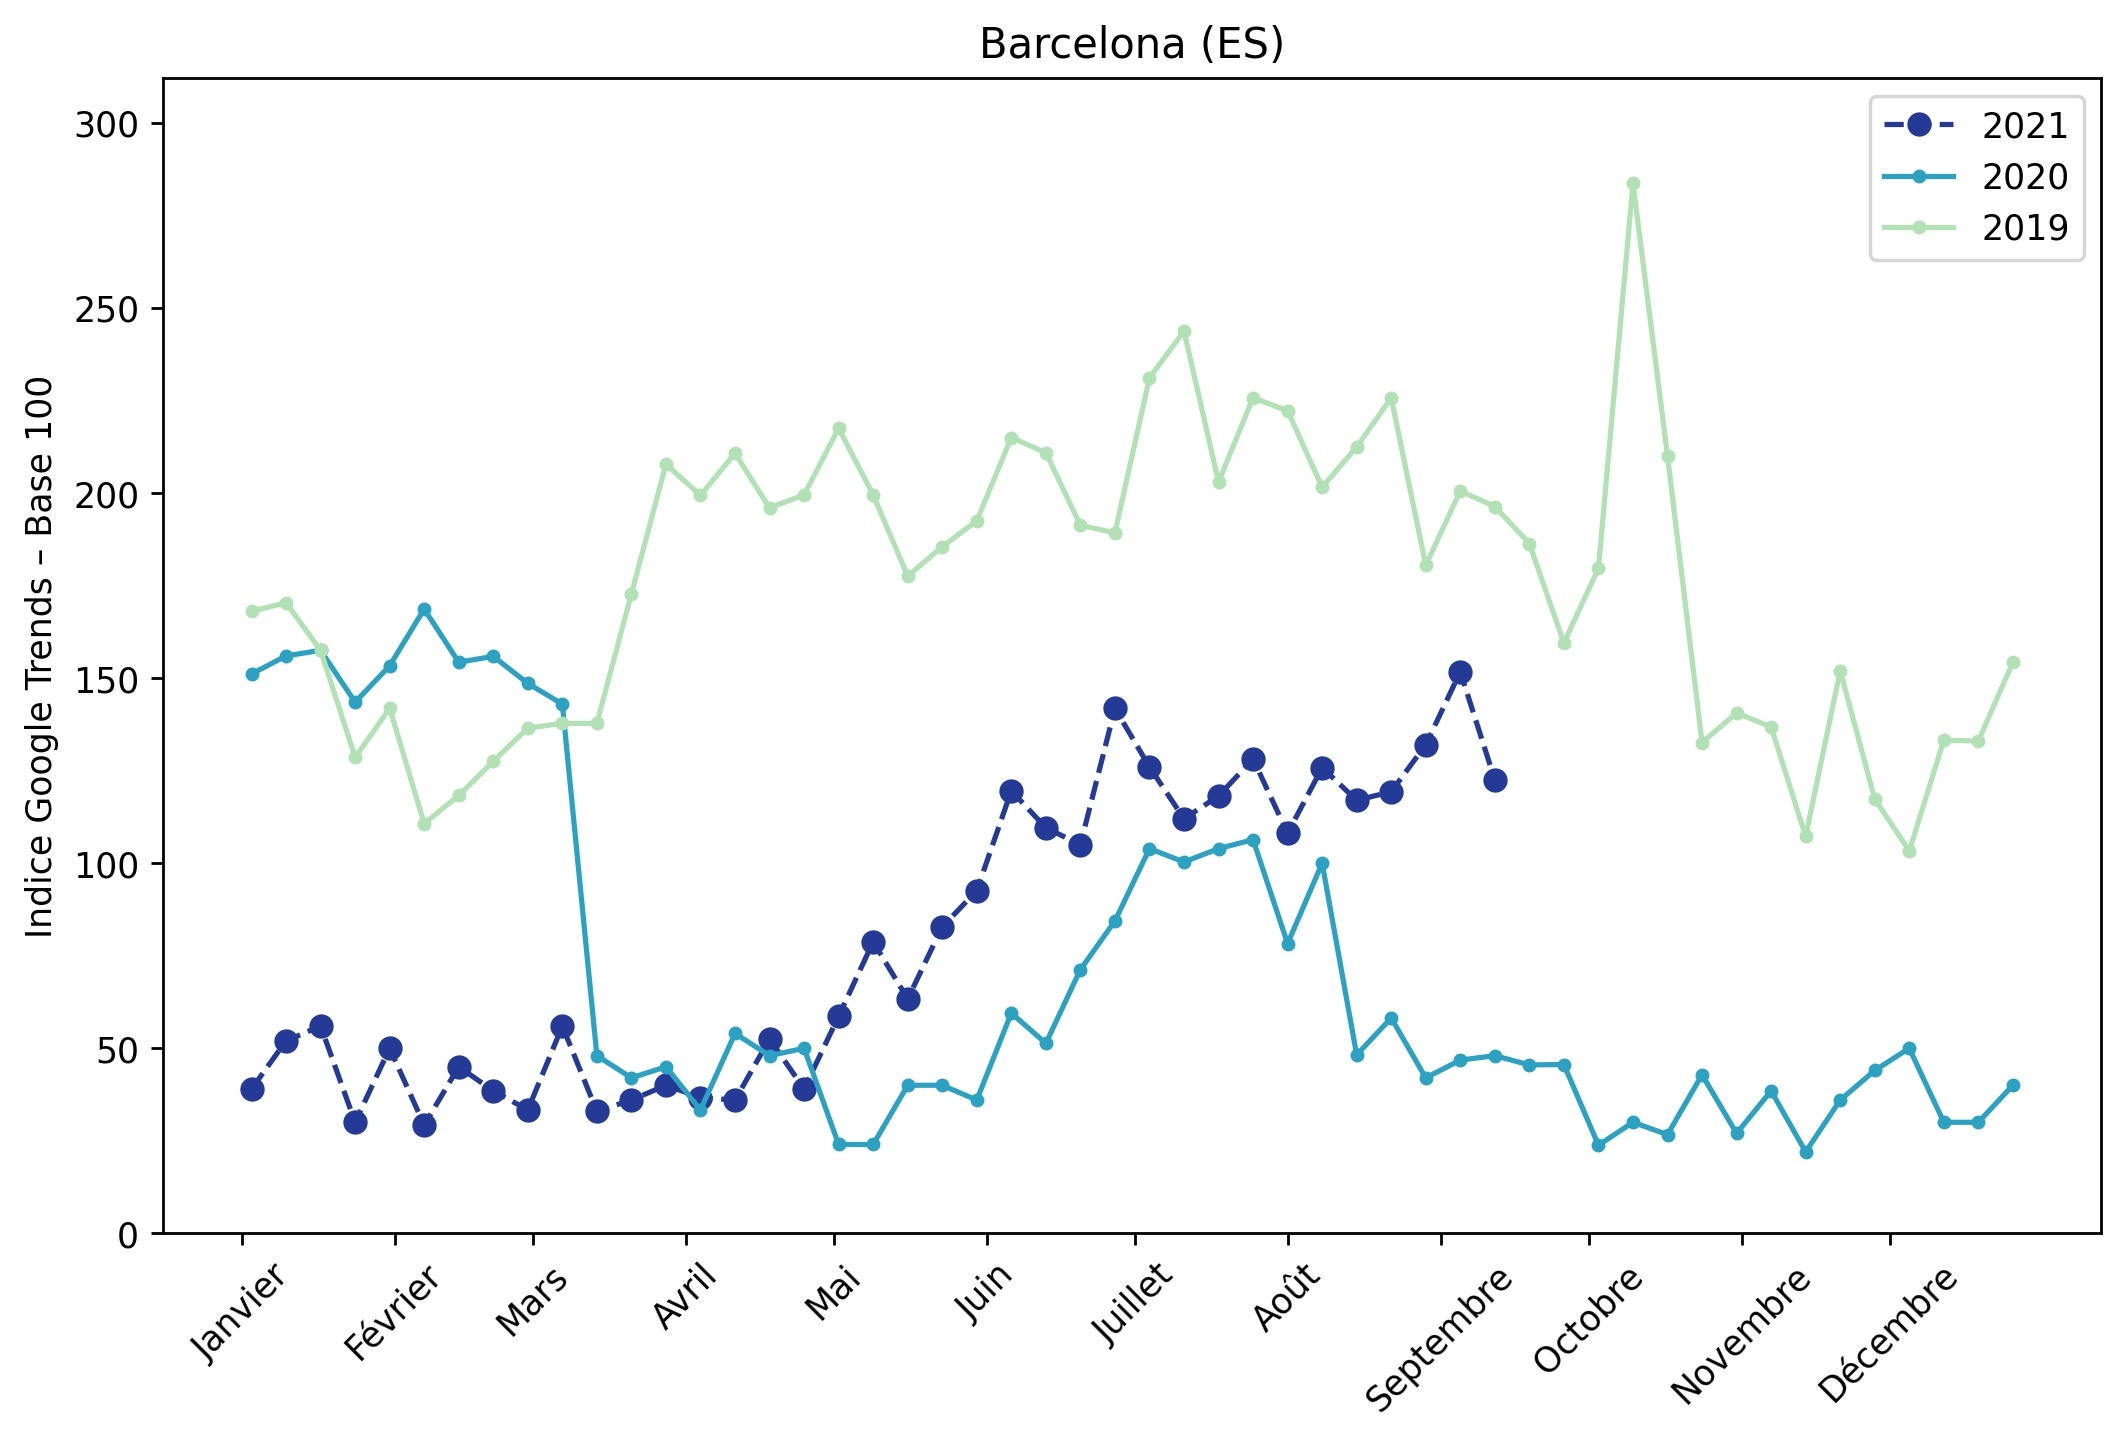 Barcelona (ES)
Indice Google Trends – Base 100
300
250
200
150
100
50
0
2021
2020
2019
Janvier
Février
Mars
Avril
Mai
Juin
Juillet
Août
Septembre
Octobre
Novembre
Décembre